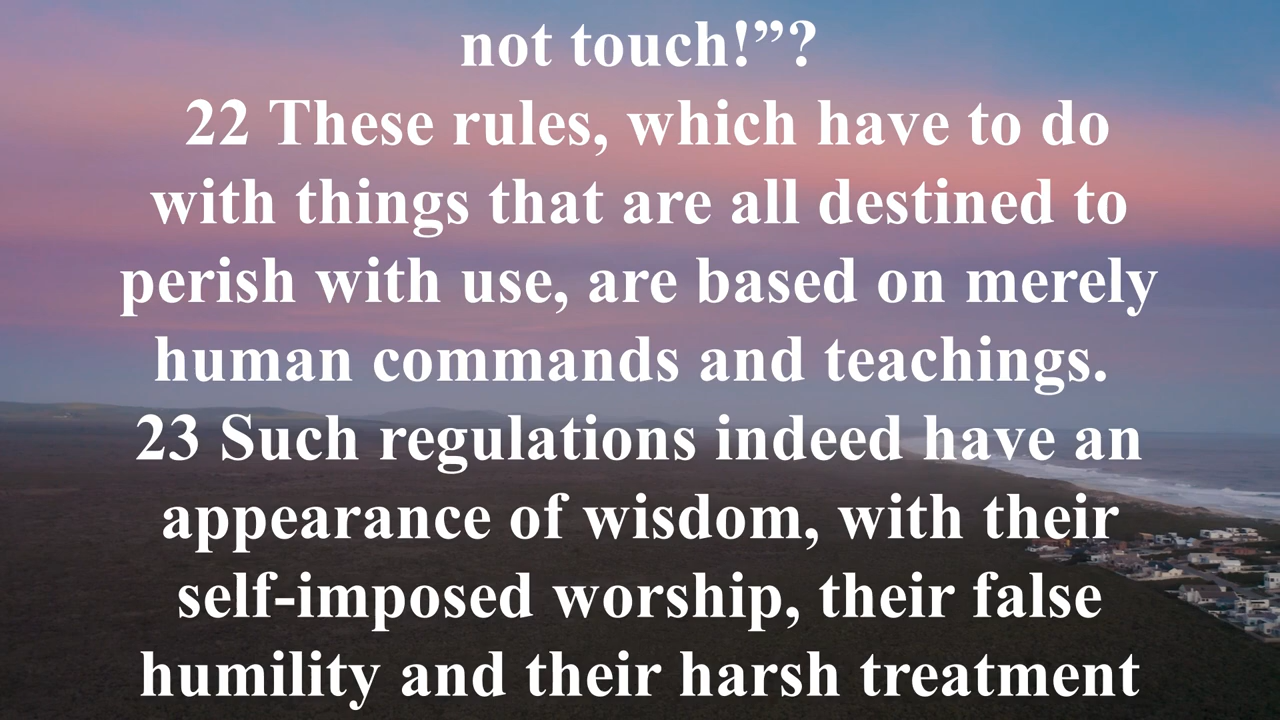 not touch!”?
22 These rules, which have to do
with things that are all destined to
perish with use, are based on merely
human commands and teachings.
23 Such regulations indeed have an
appearance of wisdom, with their
self-imposed worship, their false
humility and their harsh treatment